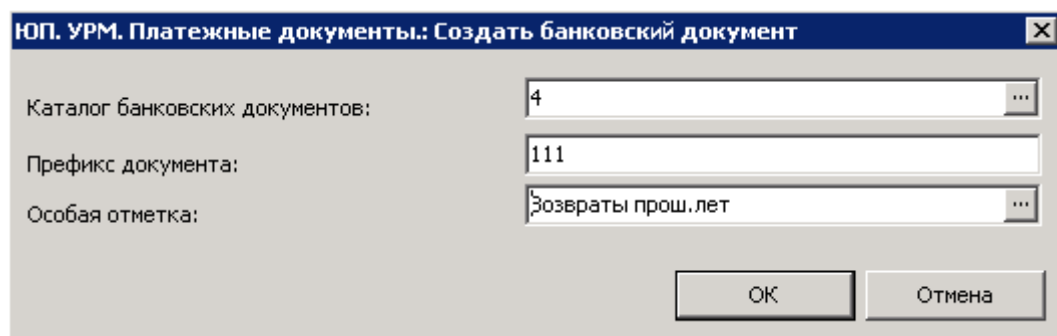 ЮП. УРМ. Платежные документы.: Создать банковский документ
Каталог банковских документов: 4 ...
Префикс документа: 111
Особая отметка: Возвраты прош.лет ...
ОК Отмена